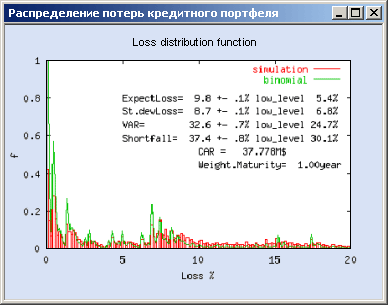 Распределение потерь кредитного портфеля
Loss distribution function
simulation
binomial
ExpectLoss= 9.8 +- .1% low_level 5.4%
St.devLoss= 8.7 +- .1% low_level 6.8%
VAR= 32.6 +- .7% low_level 24.7%
Shortfall= 37.4 +- .8% low_level 30.1%
CAR = 37.778M$
Weight.Maturity= 1.00year
1
0.8
0.6
0.4
0.2
0
f
0 5 10 15 20
Loss %